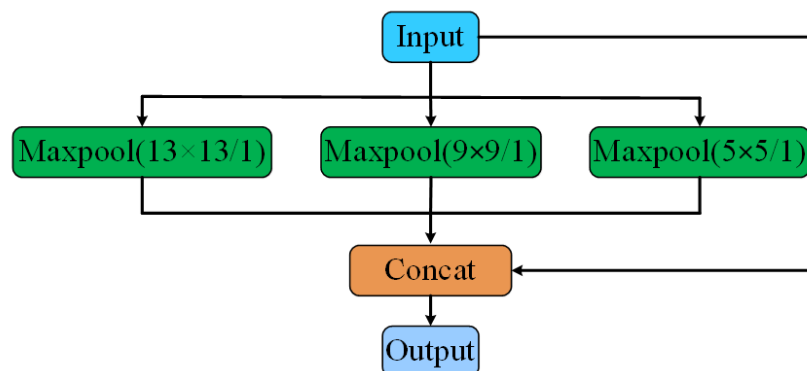 Input
Maxpool(13×13/1)
Maxpool(9×9/1)
Maxpool(5×5/1)
Concat
Output